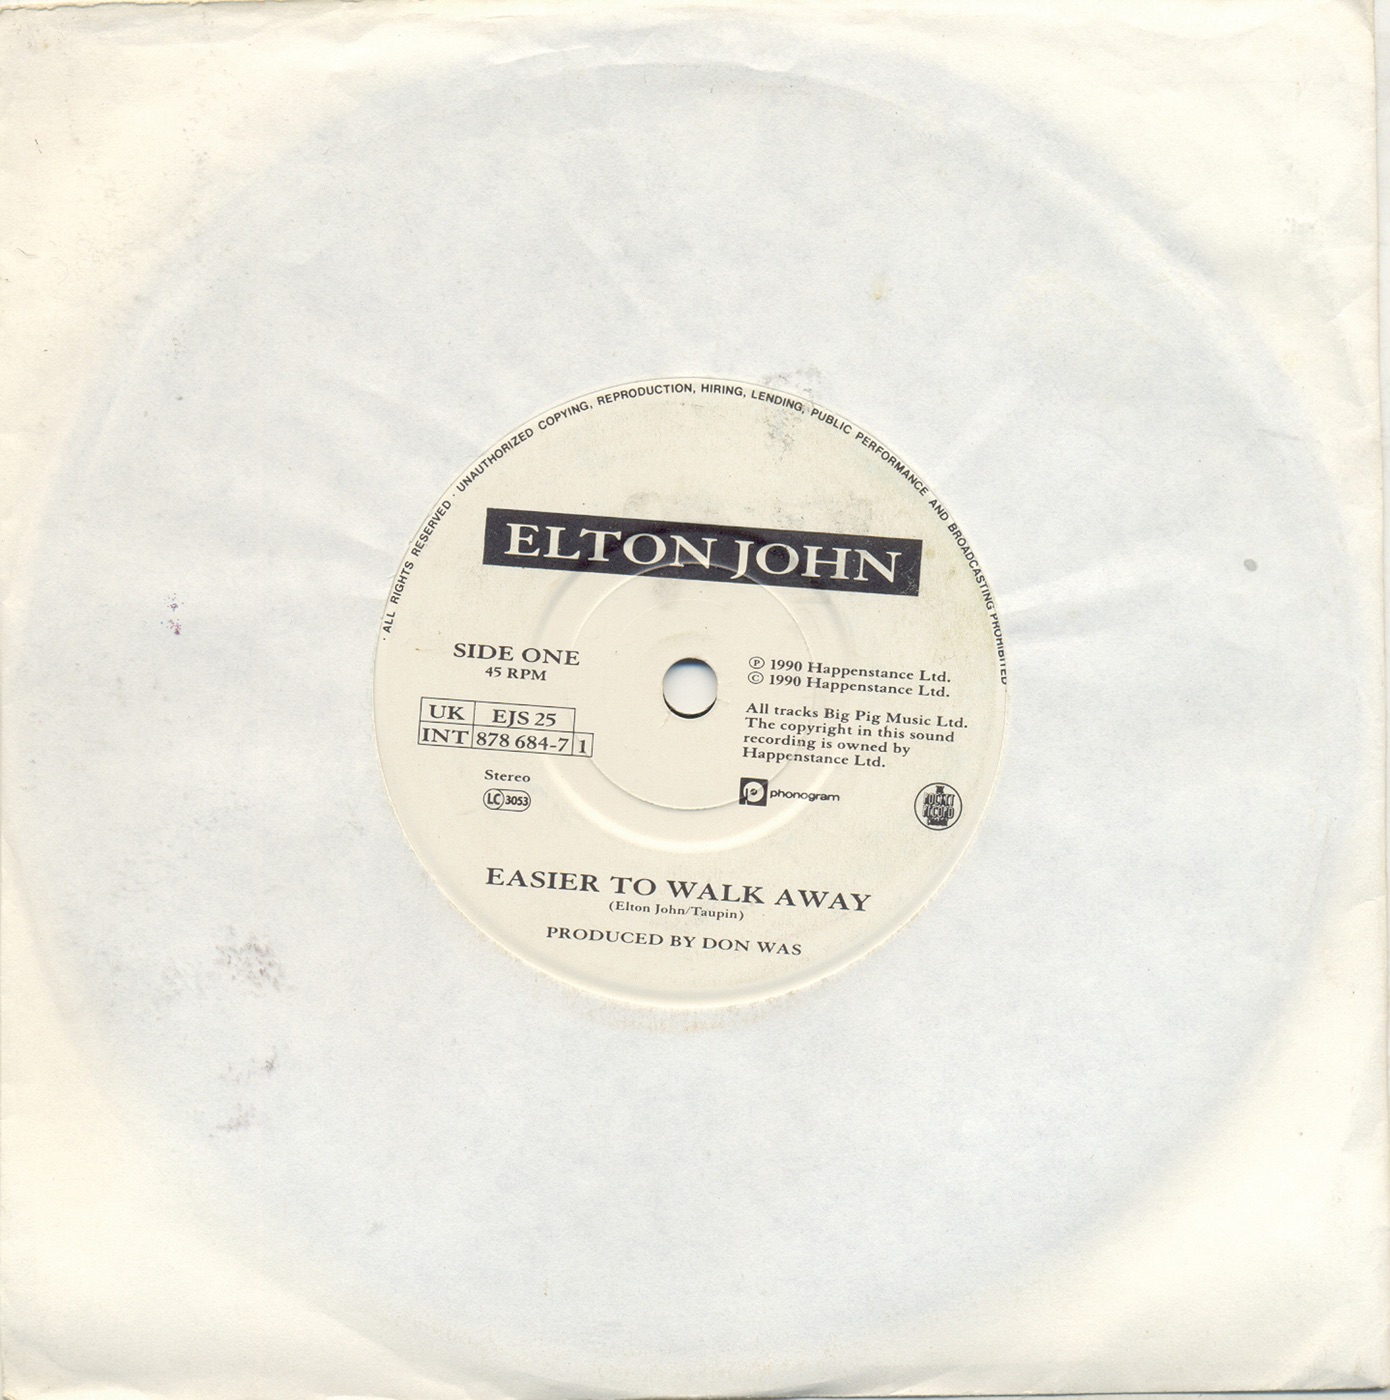 · ALL RIGHTS RESERVED · UNAUTHORIZED COPYING, REPRODUCTION, HIRING, LENDING, PUBLIC PERFORMANCE AND BROADCASTING PROHIBITED ·
ELTON JOHN
SIDE ONE
45 RPM
UK EJS 25
INT 878 684-7 1
Stereo
LC 3053
℗ 1990 Happenstance Ltd.
© 1990 Happenstance Ltd.
All tracks Big Pig Music Ltd.
The copyright in this sound
recording is owned by
Happenstance Ltd.
phonogram
THE
ROCKET
RECORD
EASIER TO WALK AWAY
(Elton John/Taupin)
PRODUCED BY DON WAS